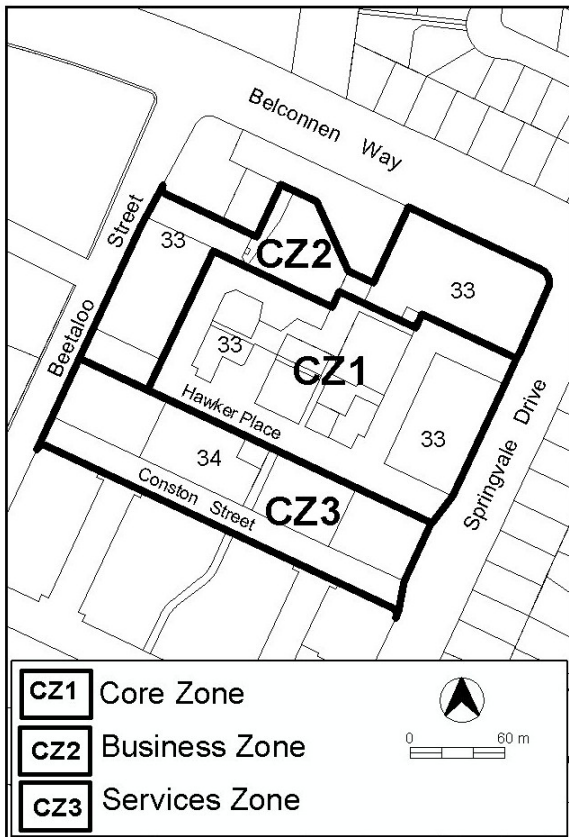 Belconnen Way
Beetaloo Street
33
CZ2
33
33
CZ1
Hawker Place
33
Springvale Drive
34
CZ3
Conston Street
CZ1 Core Zone
0 60 m
CZ2 Business Zone
CZ3 Services Zone